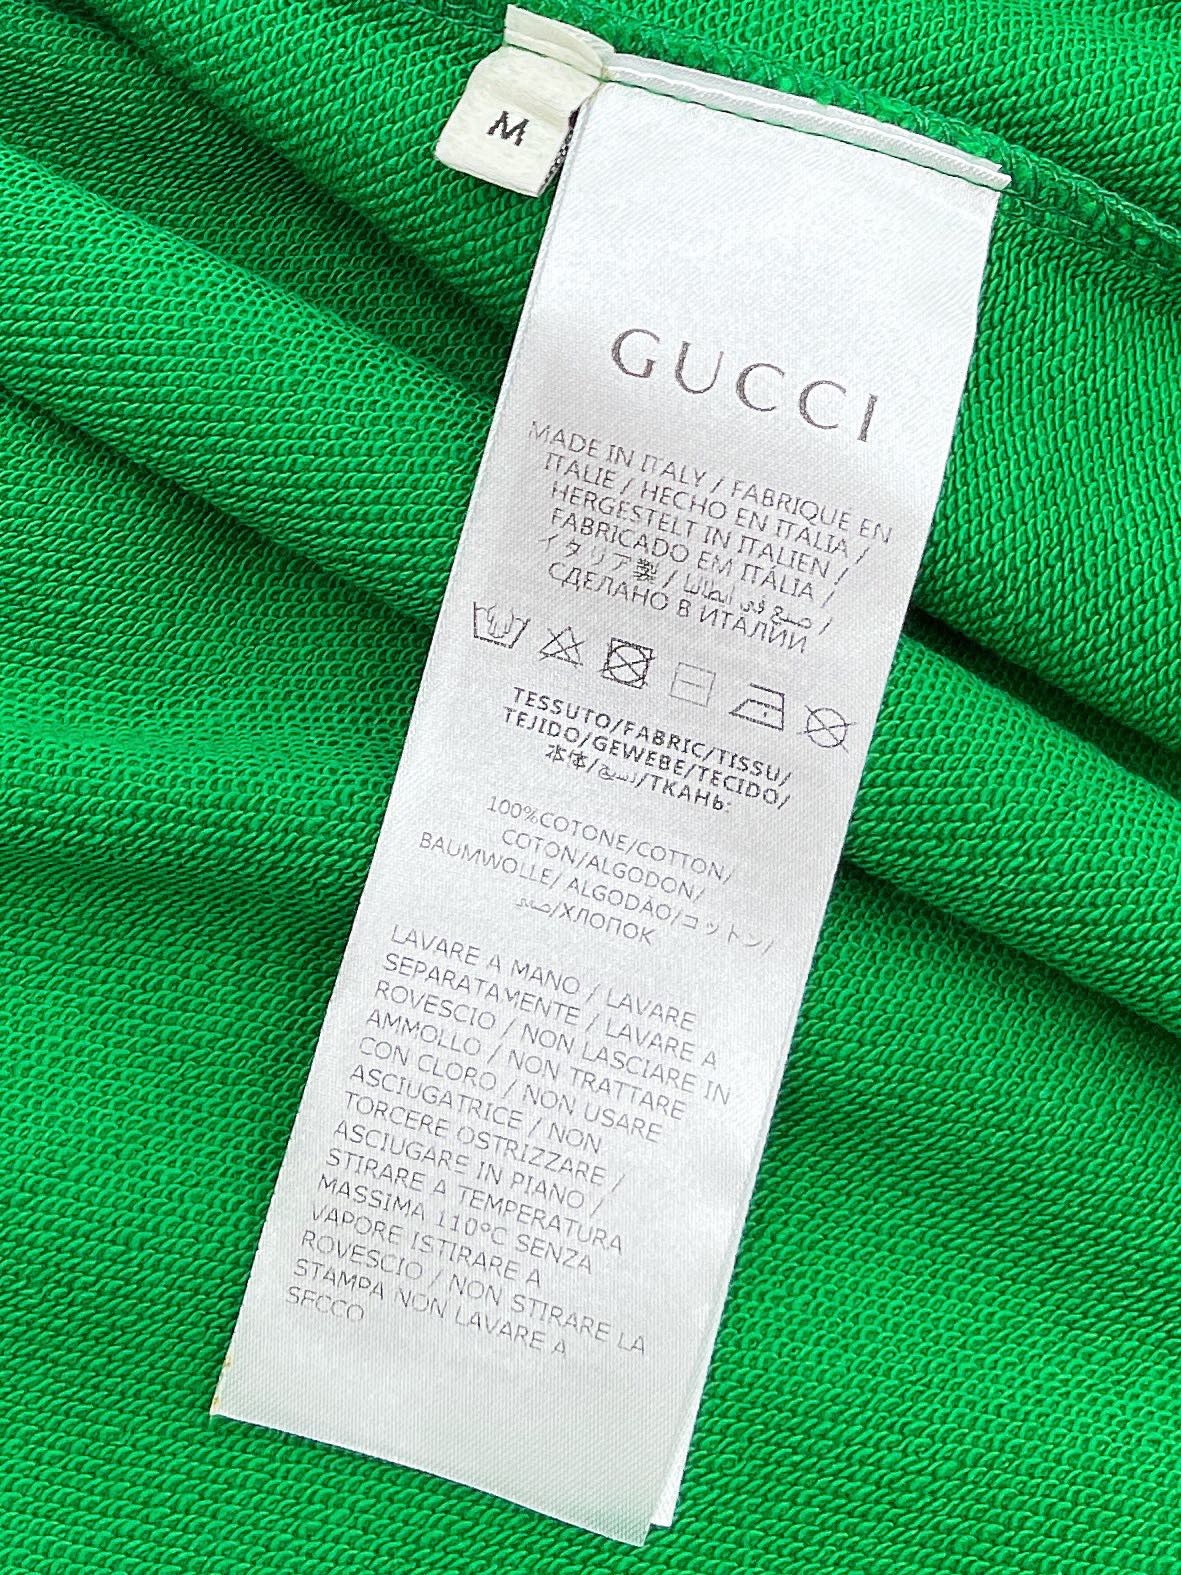 M
GUCCI
MADE IN ITALY / FABRIQUE EN
ITALIE / HECHO EN ITALIA /
HERGESTELT IN ITALIEN /
FABRICADO EM ITÁLIA /
イタリア製 / صنع في إيطاليا /
СДЕЛАНО В ИТАЛИИ
TESSUTO/FABRIC/TISSU/
TEJIDO/GEWEBE/TECIDO/
本体/نسيج/ТКАНЬ:
100%COTONE/COTTON/
COTON/ALGODON/
BAUMWOLLE/ ALGODÃO/コットン/
/ХЛОПОК
LAVARE A MANO / LAVARE
SEPARATAMENTE / LAVARE A
ROVESCIO / NON LASCIARE IN
AMMOLLO / NON TRATTARE
CON CLORO / NON USARE
ASCIUGATRICE / NON
TORCERE OSTRIZZARE /
ASCIUGARE IN PIANO /
STIRARE A TEMPERATURA
MASSIMA 110°C SENZA
VAPORE ISTIRARE A
ROVESCIO / NON STIRARE LA
STAMPA NON LAVARE A
SECCO